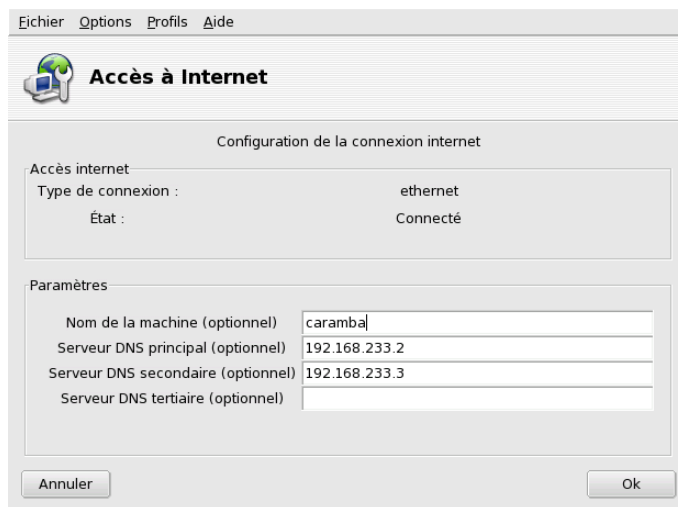 Fichier Options Profils Aide
Accès à Internet
Configuration de la connexion internet
Accès internet
Type de connexion : ethernet
État : Connecté
Paramètres
Nom de la machine (optionnel) caramba
Serveur DNS principal (optionnel) 192.168.233.2
Serveur DNS secondaire (optionnel) 192.168.233.3
Serveur DNS tertiaire (optionnel)
Annuler Ok